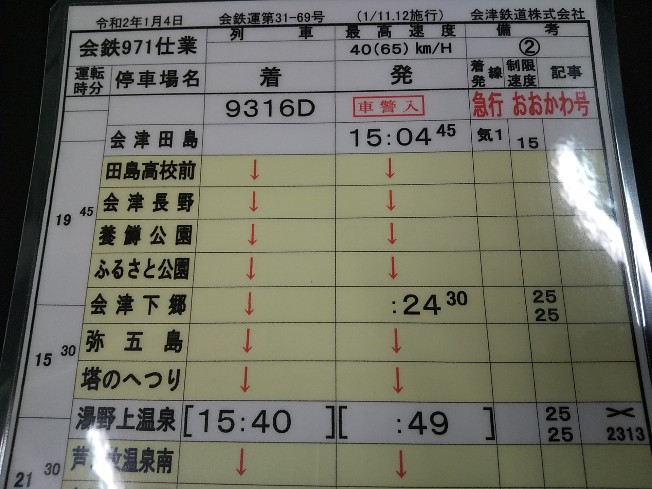 令和2年1月4日 会鉄運第31-69号 (1/11.12施行) 会津鉄道株式会社
会鉄971仕業 列車 最高速度 備考
40(65) km/H ②
運転時分 停車場名 着 発 着発線 制限速度 記事
9316D 車警入 急行 おおかわ号
会津田島 15:04 45 気1 15
田島高校前 ↓ ↓
19 45 会津長野 ↓ ↓
養鱒公園 ↓ ↓
ふるさと公園 ↓ ↓
会津下郷 :24 30 25 25
15 30 弥五島 ↓ ↓
塔のへつり ↓ ↓
湯野上温泉 [15:40 ] [ :49 ] 25 25 2313
21 30 芦ノ牧温泉南 ↓ ↓